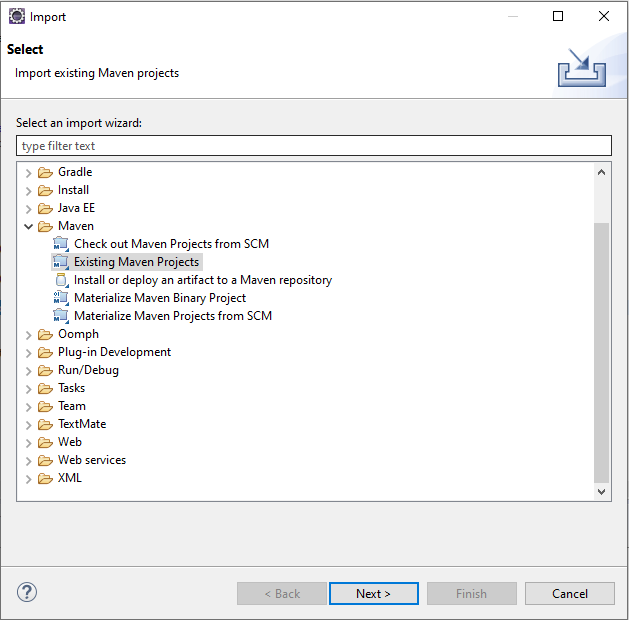 Import
Select
Import existing Maven projects
Select an import wizard:
type filter text
Gradle
Install
Java EE
Maven
Check out Maven Projects from SCM
Existing Maven Projects
Install or deploy an artifact to a Maven repository
Materialize Maven Binary Project
Materialize Maven Projects from SCM
Oomph
Plug-in Development
Run/Debug
Tasks
Team
TextMate
Web
Web services
XML
? < Back Next > Finish Cancel